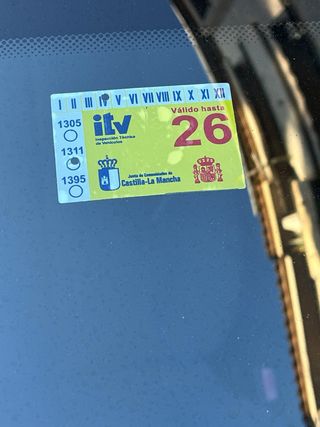 I II III IV V VI VII VIII IX X XI XII
Válido hasta
1305
itv
26
Inspección Técnica
de Vehículos
1311
1395
Junta de Comunidades de
Castilla-La Mancha